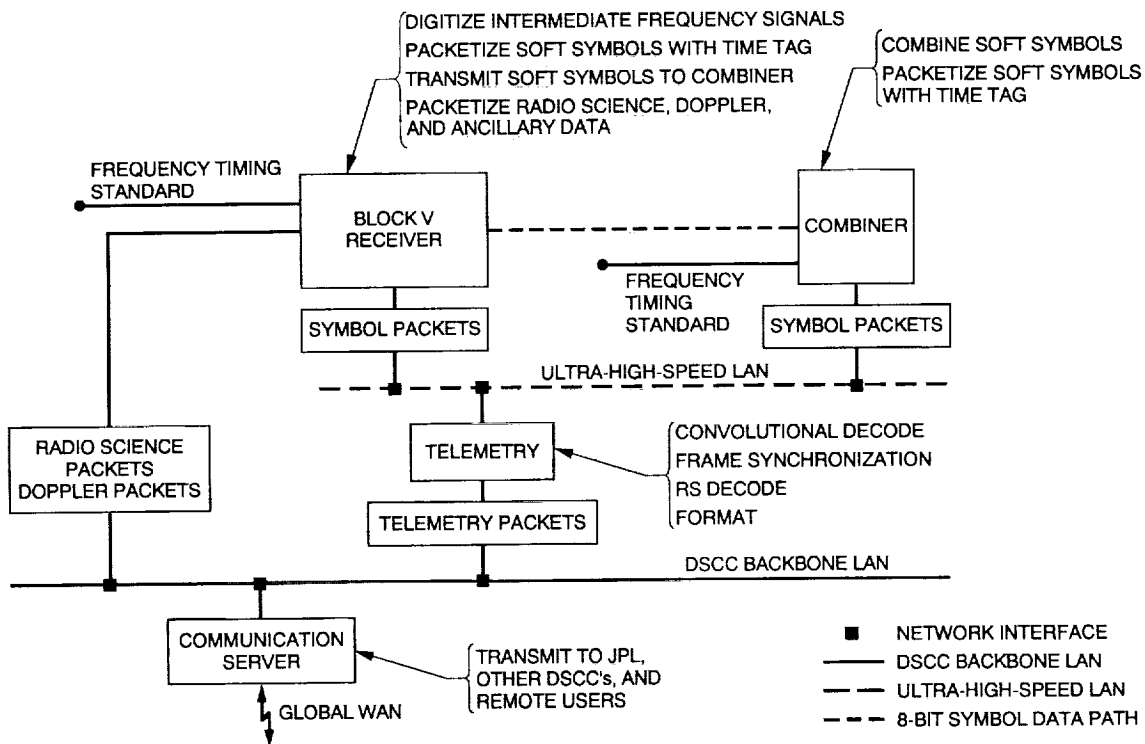 DIGITIZE INTERMEDIATE FREQUENCY SIGNALS
PACKETIZE SOFT SYMBOLS WITH TIME TAG
TRANSMIT SOFT SYMBOLS TO COMBINER
PACKETIZE RADIO SCIENCE, DOPPLER,
AND ANCILLARY DATA
COMBINE SOFT SYMBOLS
PACKETIZE SOFT SYMBOLS
WITH TIME TAG
FREQUENCY TIMING
STANDARD
BLOCK V
RECEIVER
COMBINER
FREQUENCY
TIMING
STANDARD
SYMBOL PACKETS
SYMBOL PACKETS
ULTRA-HIGH-SPEED LAN
RADIO SCIENCE
PACKETS
DOPPLER PACKETS
TELEMETRY
CONVOLUTIONAL DECODE
FRAME SYNCHRONIZATION
RS DECODE
FORMAT
TELEMETRY PACKETS
DSCC BACKBONE LAN
COMMUNICATION
SERVER
TRANSMIT TO JPL,
OTHER DSCC's, AND
REMOTE USERS
GLOBAL WAN
NETWORK INTERFACE
DSCC BACKBONE LAN
ULTRA-HIGH-SPEED LAN
8-BIT SYMBOL DATA PATH